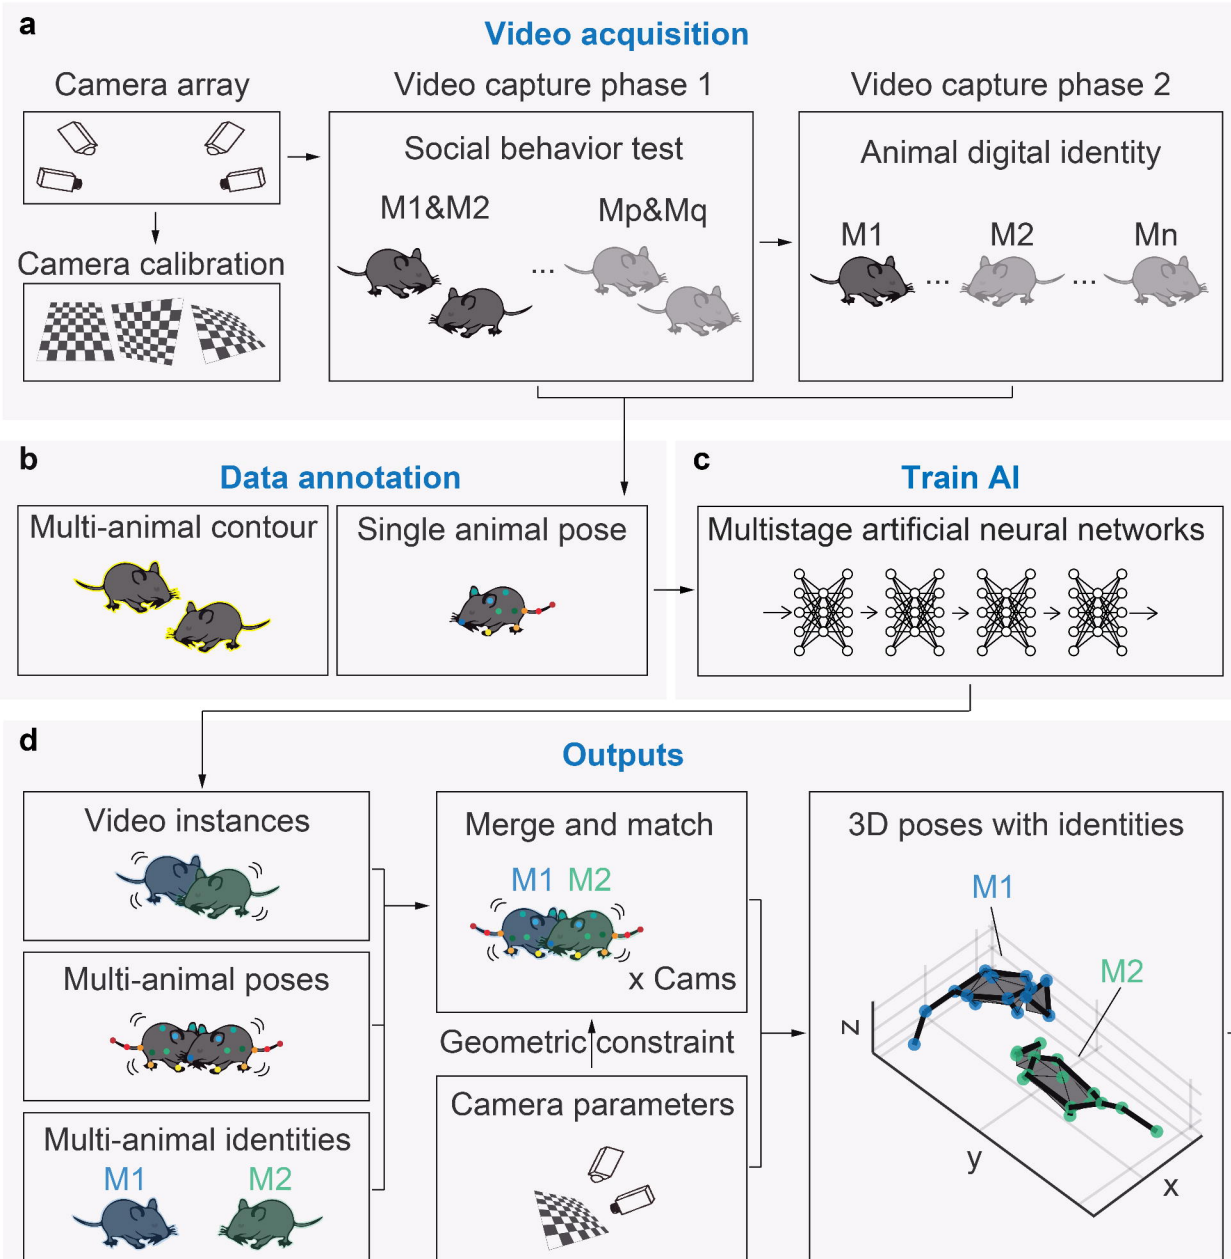 a
Video acquisition
Camera array
Video capture phase 1
Video capture phase 2
Social behavior test
Animal digital identity
M1&M2
Mp&Mq
...
M1
M2
Mn
...
...
Camera calibration
b
Data annotation
Multi-animal contour
Single animal pose
c
Train AI
Multistage artificial neural networks
d
Outputs
Video instances
Multi-animal poses
Multi-animal identities
M1
M2
Merge and match
M1 M2
x Cams
Geometric constraint
Camera parameters
3D poses with identities
M1
M2
z
y
x